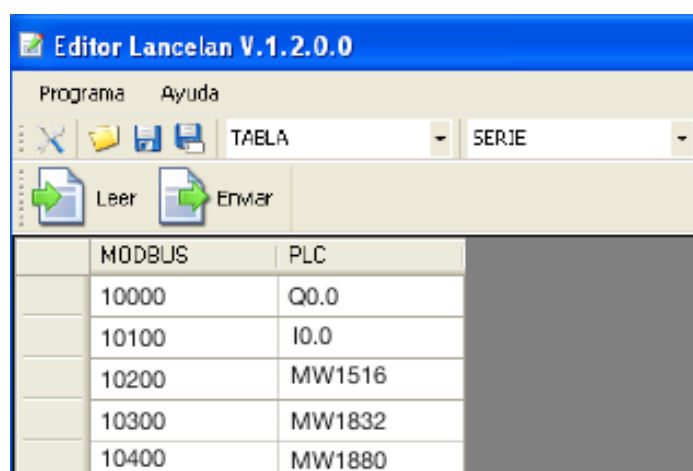 Editor Lancelan V.1.2.0.0
Programa Ayuda
TABLA SERIE
Leer Enviar
MODBUS PLC
10000 Q0.0
10100 I0.0
10200 MW1516
10300 MW1832
10400 MW1880